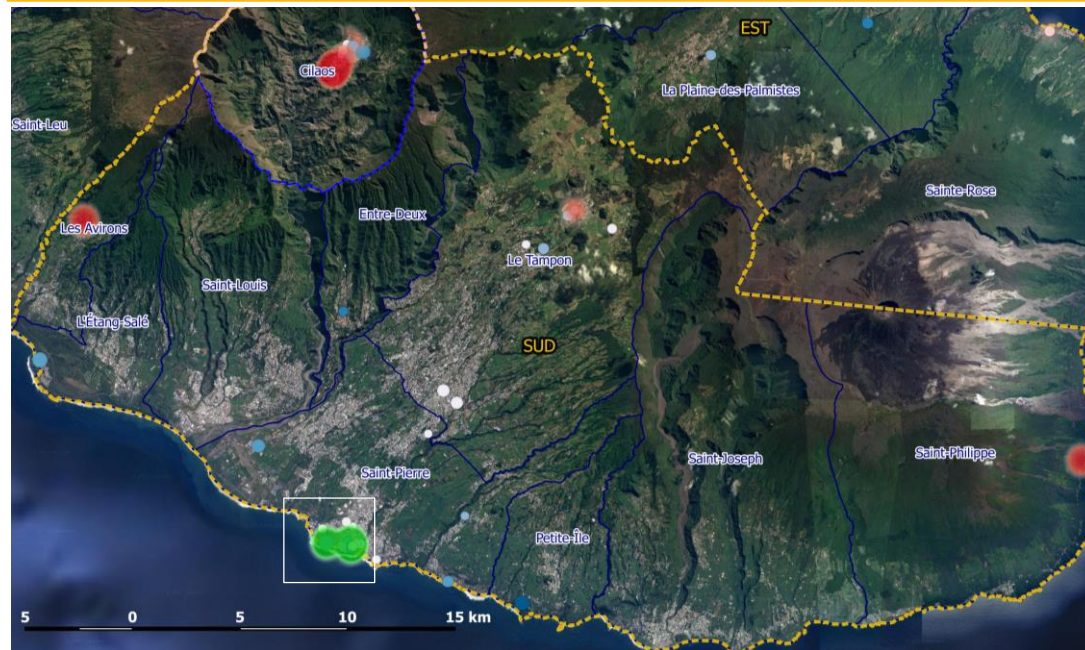 EST
Cilaos
La Plaine-des-Palmistes
Saint-Leu
Sainte-Rose
Entre-Deux
Les Avirons
Le Tampon
Saint-Louis
L'Étang-Salé
SUD
Saint-Joseph
Saint-Philippe
Saint-Pierre
Petite-Île
5 0 5 10 15 km